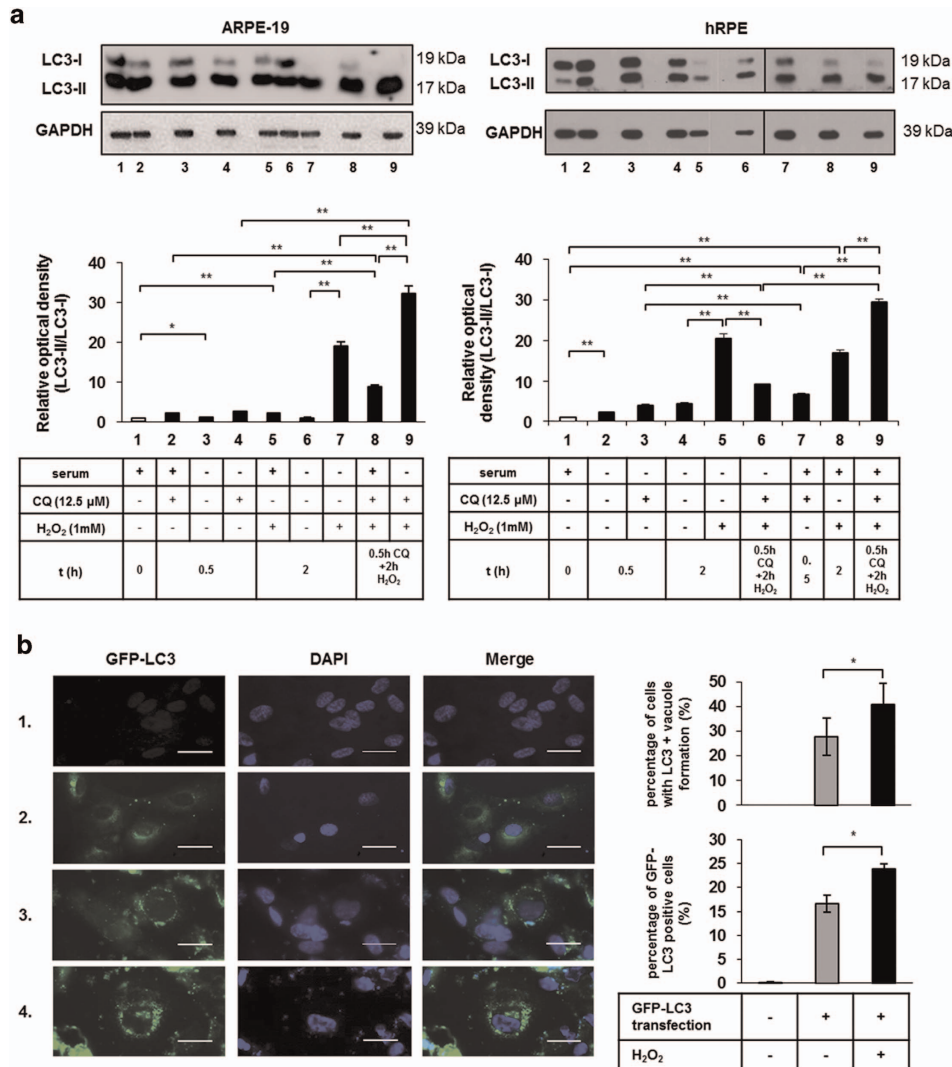 a
ARPE-19
LC3-I
19 kDa
LC3-II
17 kDa
GAPDH
39 kDa
1 2 3 4 5 6 7 8 9
hRPE
LC3-I
19 kDa
LC3-II
17 kDa
GAPDH
39 kDa
1 2 3 4 5 6 7 8 9
Relative optical density
(LC3-II/LC3-I)
40
30
20
10
0
**
**
**
**
**
**
**
*
1 2 3 4 5 6 7 8 9
serum + + - - + - - + -
CQ (12.5 µM) - + - + - - - + +
H₂O₂ (1mM) - - - - + - + + +
t (h) 0 0.5 2 0.5h CQ
+2h
H₂O₂
Relative optical
density (LC3-II/LC3-I)
40
30
20
10
0
**
**
**
**
**
**
**
**
**
**
1 2 3 4 5 6 7 8 9
serum + - - - - - + + +
CQ (12.5 µM) - - + - - + + - +
H₂O₂ (1mM) - - - - + + - + +
t (h) 0 0.5 2 0.5h
CQ
+2h
H₂O₂
0.
5
2
0.5h
CQ
+2h
H₂O₂
b
GFP-LC3 DAPI Merge
1.
2.
3.
4.
percentage of cells
with LC3 + vacuole
formation (%)
50
40
30
20
10
0
*
percentage of GFP-
LC3 positive cells
(%)
30
25
20
15
10
5
0
*
GFP-LC3
transfection - + +
H₂O₂ - - +